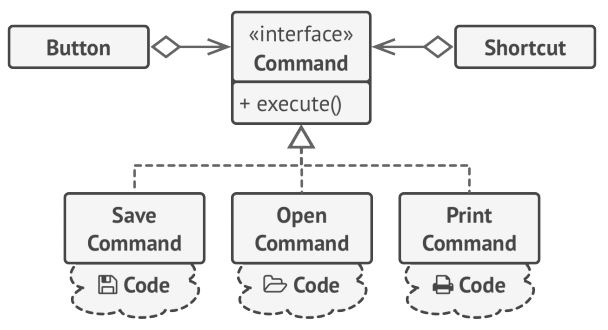 Button
«interface»
Command
+ execute()
Shortcut
Save
Command
Code
Open
Command
Code
Print
Command
Code